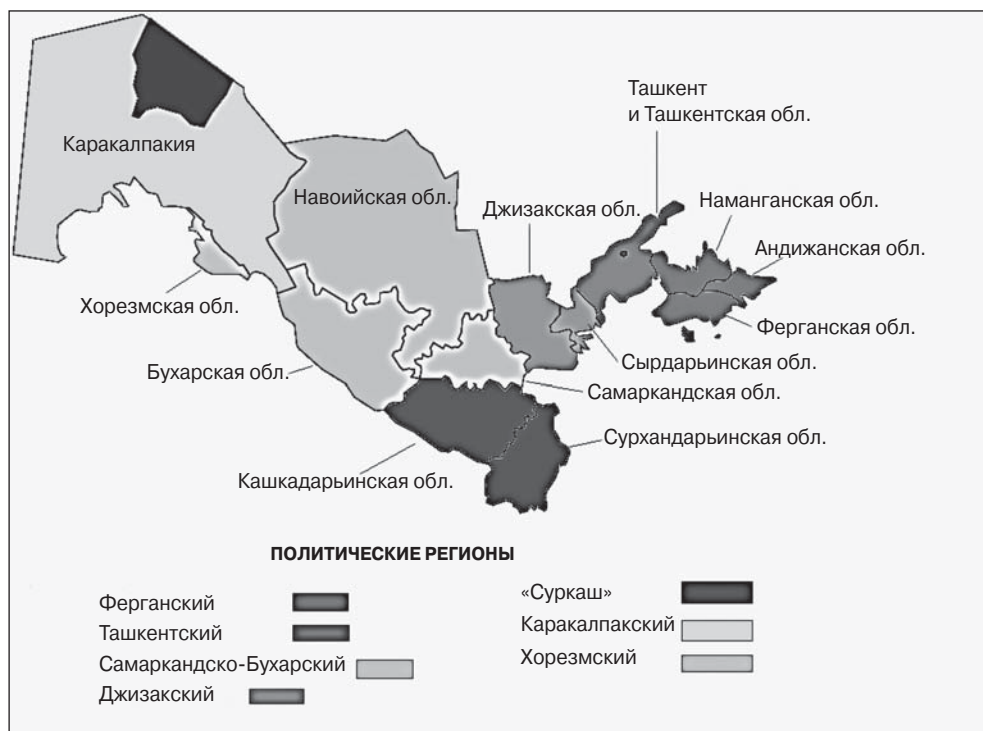 Ташкент
и Ташкентская обл.
Каракалпакия
Навоийская обл.
Джизакская обл.
Наманганская обл.
Андижанская обл.
Хорезмская обл.
Ферганская обл.
Бухарская обл.
Сырдарьинская обл.
Самаркандская обл.
Сурхандарьинская обл.
Кашкадарьинская обл.
ПОЛИТИЧЕСКИЕ РЕГИОНЫ
Ферганский
Ташкентский
Самаркандско-Бухарский
Джизакский
«Суркаш»
Каракалпакский
Хорезмский